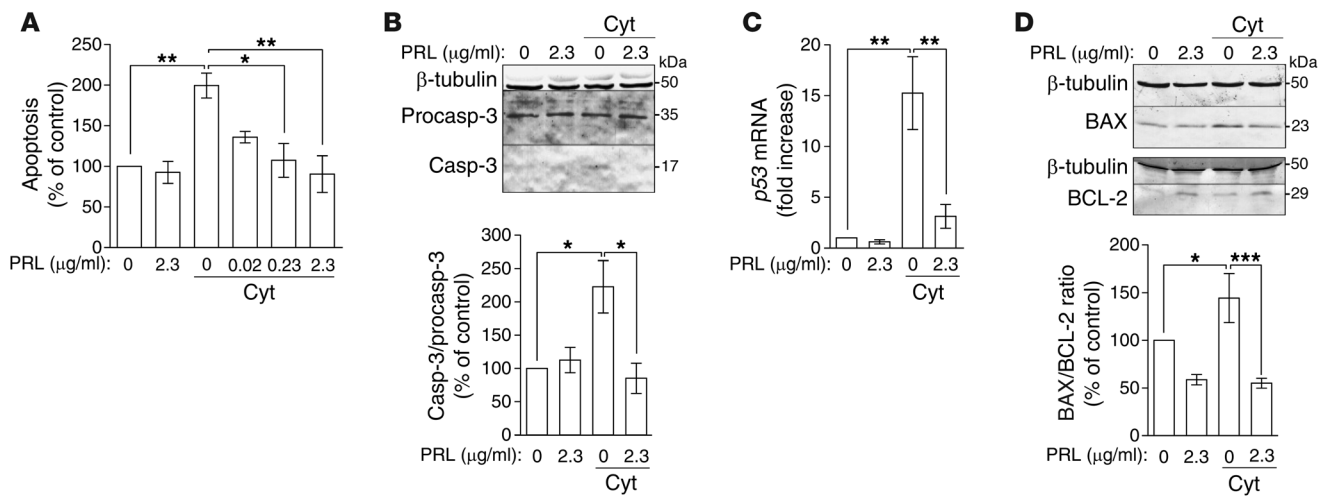 A
Apoptosis
(% of control)
250
200
150
100
50
0
** ** *
PRL (μg/ml): 0 2.3 0 0.02 0.23 2.3
Cyt
B
Cyt
PRL (μg/ml): 0 2.3 0 2.3
kDa
β-tubulin -50
Procasp-3 -35
Casp-3 -17
Casp-3/procasp-3
(% of control)
300
250
200
150
100
50
0
* *
PRL (μg/ml): 0 2.3 0 2.3
Cyt
C
p53 mRNA
(fold increase)
20
15
10
5
0
** **
PRL (μg/ml): 0 2.3 0 2.3
Cyt
D
Cyt
PRL (μg/ml): 0 2.3 0 2.3
kDa
β-tubulin -50
BAX -23
β-tubulin -50
BCL-2 -29
BAX/BCL-2 ratio
(% of control)
200
150
100
50
0
* ***
PRL (μg/ml): 0 2.3 0 2.3
Cyt